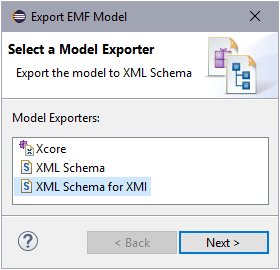 Export EMF Model
Select a Model Exporter
Export the model to XML Schema
Model Exporters:
Xcore
XML Schema
XML Schema for XMI
?
< Back
Next >